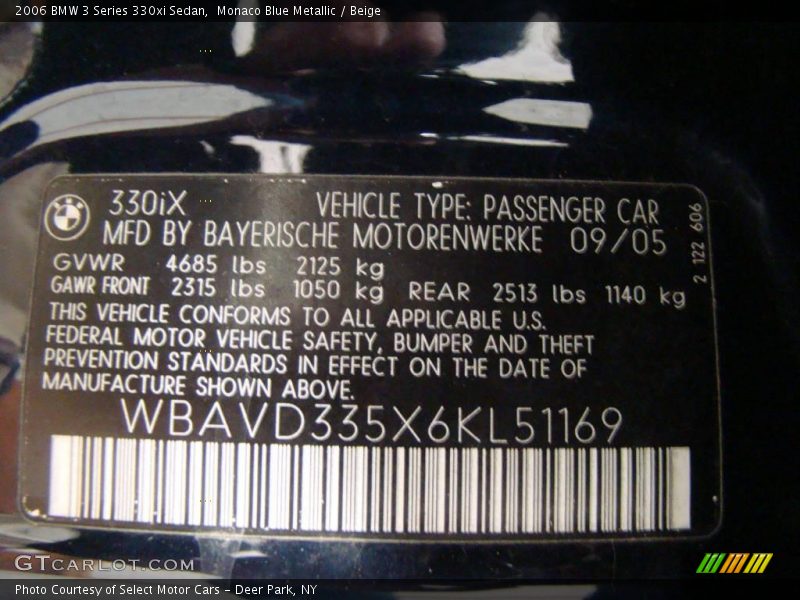 2006 BMW 3 Series 330xi Sedan, Monaco Blue Metallic / Beige
330iX VEHICLE TYPE: PASSENGER CAR
MFD BY BAYERISCHE MOTORENWERKE 09/05
GVWR 4685 lbs 2125 kg
GAWR FRONT 2315 lbs 1050 kg REAR 2513 lbs 1140 kg
2 122 606
THIS VEHICLE CONFORMS TO ALL APPLICABLE U.S.
FEDERAL MOTOR VEHICLE SAFETY, BUMPER AND THEFT
PREVENTION STANDARDS IN EFFECT ON THE DATE OF
MANUFACTURE SHOWN ABOVE.
WBAVD335X6KL51169
GTCARLOT.COM
Photo Courtesy of Select Motor Cars - Deer Park, NY